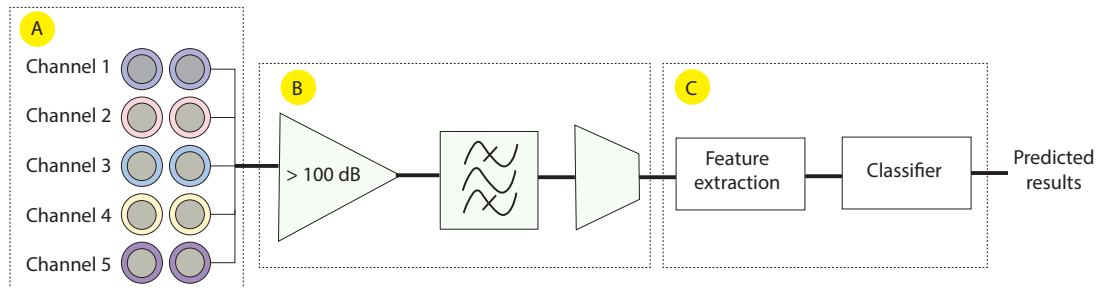 A
Channel 1
Channel 2
Channel 3
Channel 4
Channel 5
B
> 100 dB
C
Feature
extraction
Classifier
Predicted
results